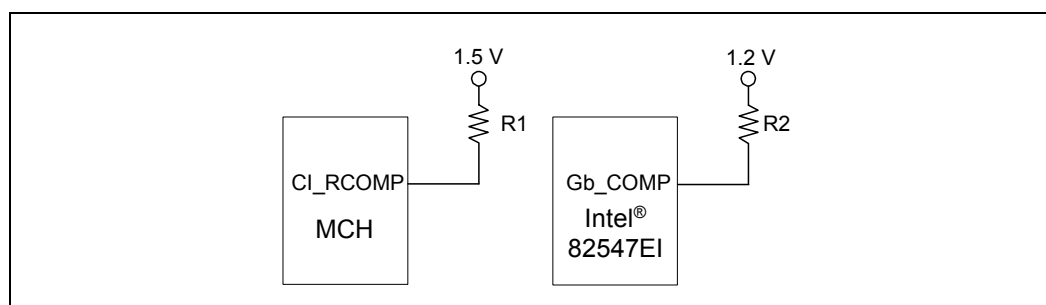 1.5 V
R1
CI_RCOMP
MCH
1.2 V
R2
Gb_COMP
Intel®
82547EI